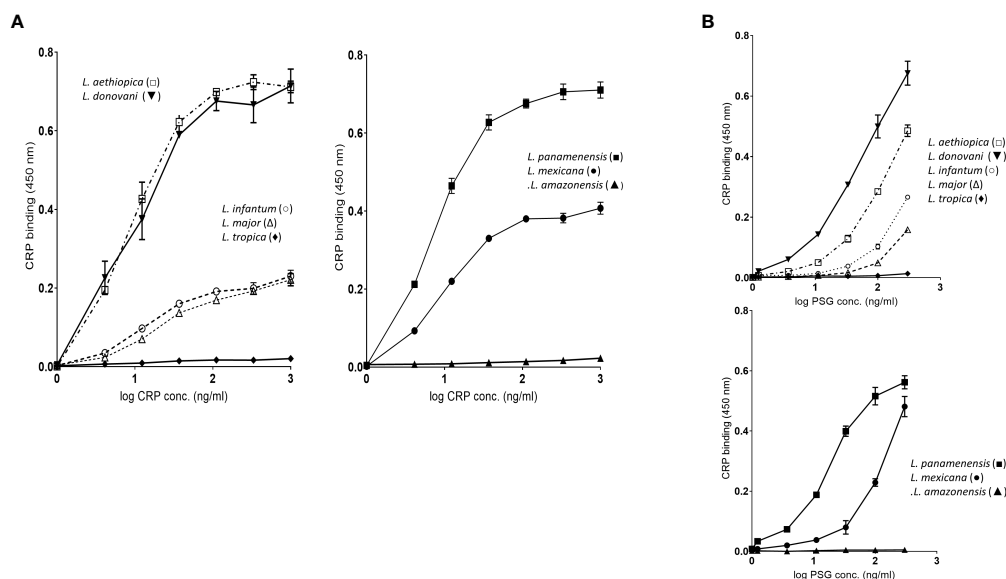 A
B
0.8
0.6
0.4
0.2
0.0
CRP binding (450 nm)
L. aethiopica (□)
L. donovani (▼)
L. infantum (○)
L. major (Δ)
L. tropica (♦)
0 1 2 3
log CRP conc. (ng/ml)
0.8
0.6
0.4
0.2
0.0
CRP binding (450 nm)
L. panamenensis (■)
L. mexicana (●)
.L. amazonensis (▲)
0 1 2 3
log CRP conc. (ng/ml)
0.8
0.6
0.4
0.2
0.0
CRP binding (450 nm)
L. aethiopica (□)
L. donovani (▼)
L. infantum (○)
L. major (Δ)
L. tropica (♦)
0 1 2 3
log PSG conc. (ng/ml)
0.8
0.6
0.4
0.2
0.0
CRP binding (450 nm)
L. panamenensis (■)
L. mexicana (●)
.L. amazonensis (▲)
0 1 2 3
log PSG conc. (ng/ml)